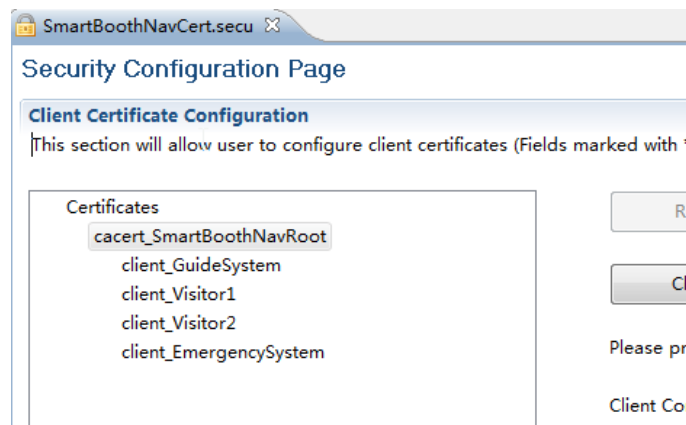 SmartBoothNavCert.secu
Security Configuration Page
Client Certificate Configuration
This section will allow user to configure client certificates (Fields marked with *
Certificates
cacert_SmartBoothNavRoot
client_GuideSystem
client_Visitor1
client_Visitor2
client_EmergencySystem
R
Cl
Please pr
Client Co